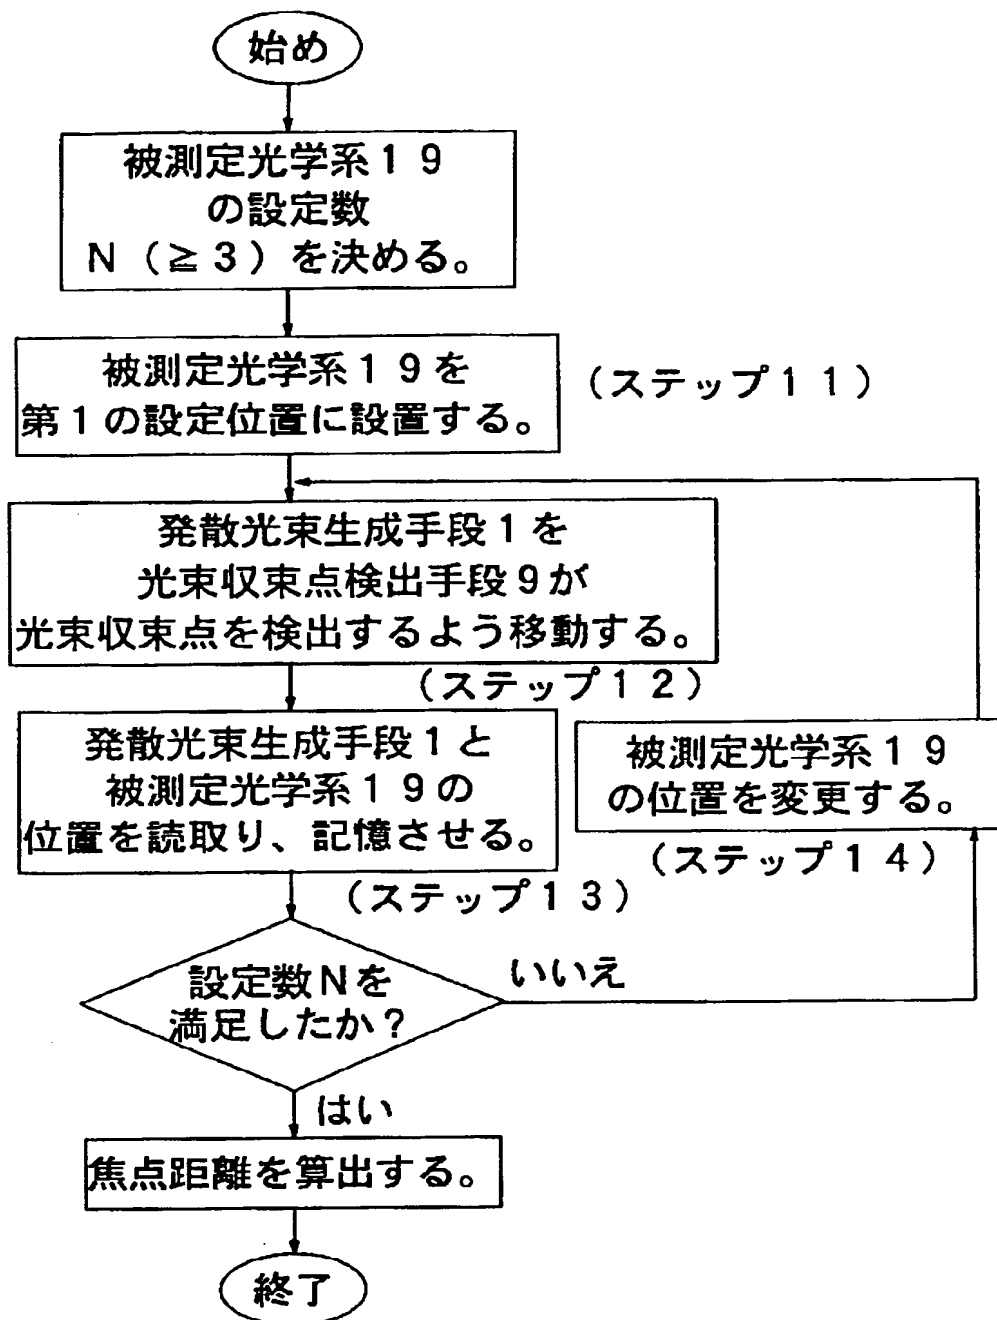 始め
被測定光学系19
の設定数
N（≧3）を決める。
被測定光学系19を
第1の設定位置に設置する。
（ステップ11）
発散光束生成手段1を
光束収束点検出手段9が
光束収束点を検出するよう移動する。
（ステップ12）
発散光束生成手段1と
被測定光学系19の
位置を読取り、記憶させる。
（ステップ13）
被測定光学系19
の位置を変更する。
（ステップ14）
設定数Nを
満足したか？
いいえ
はい
焦点距離を算出する。
終了